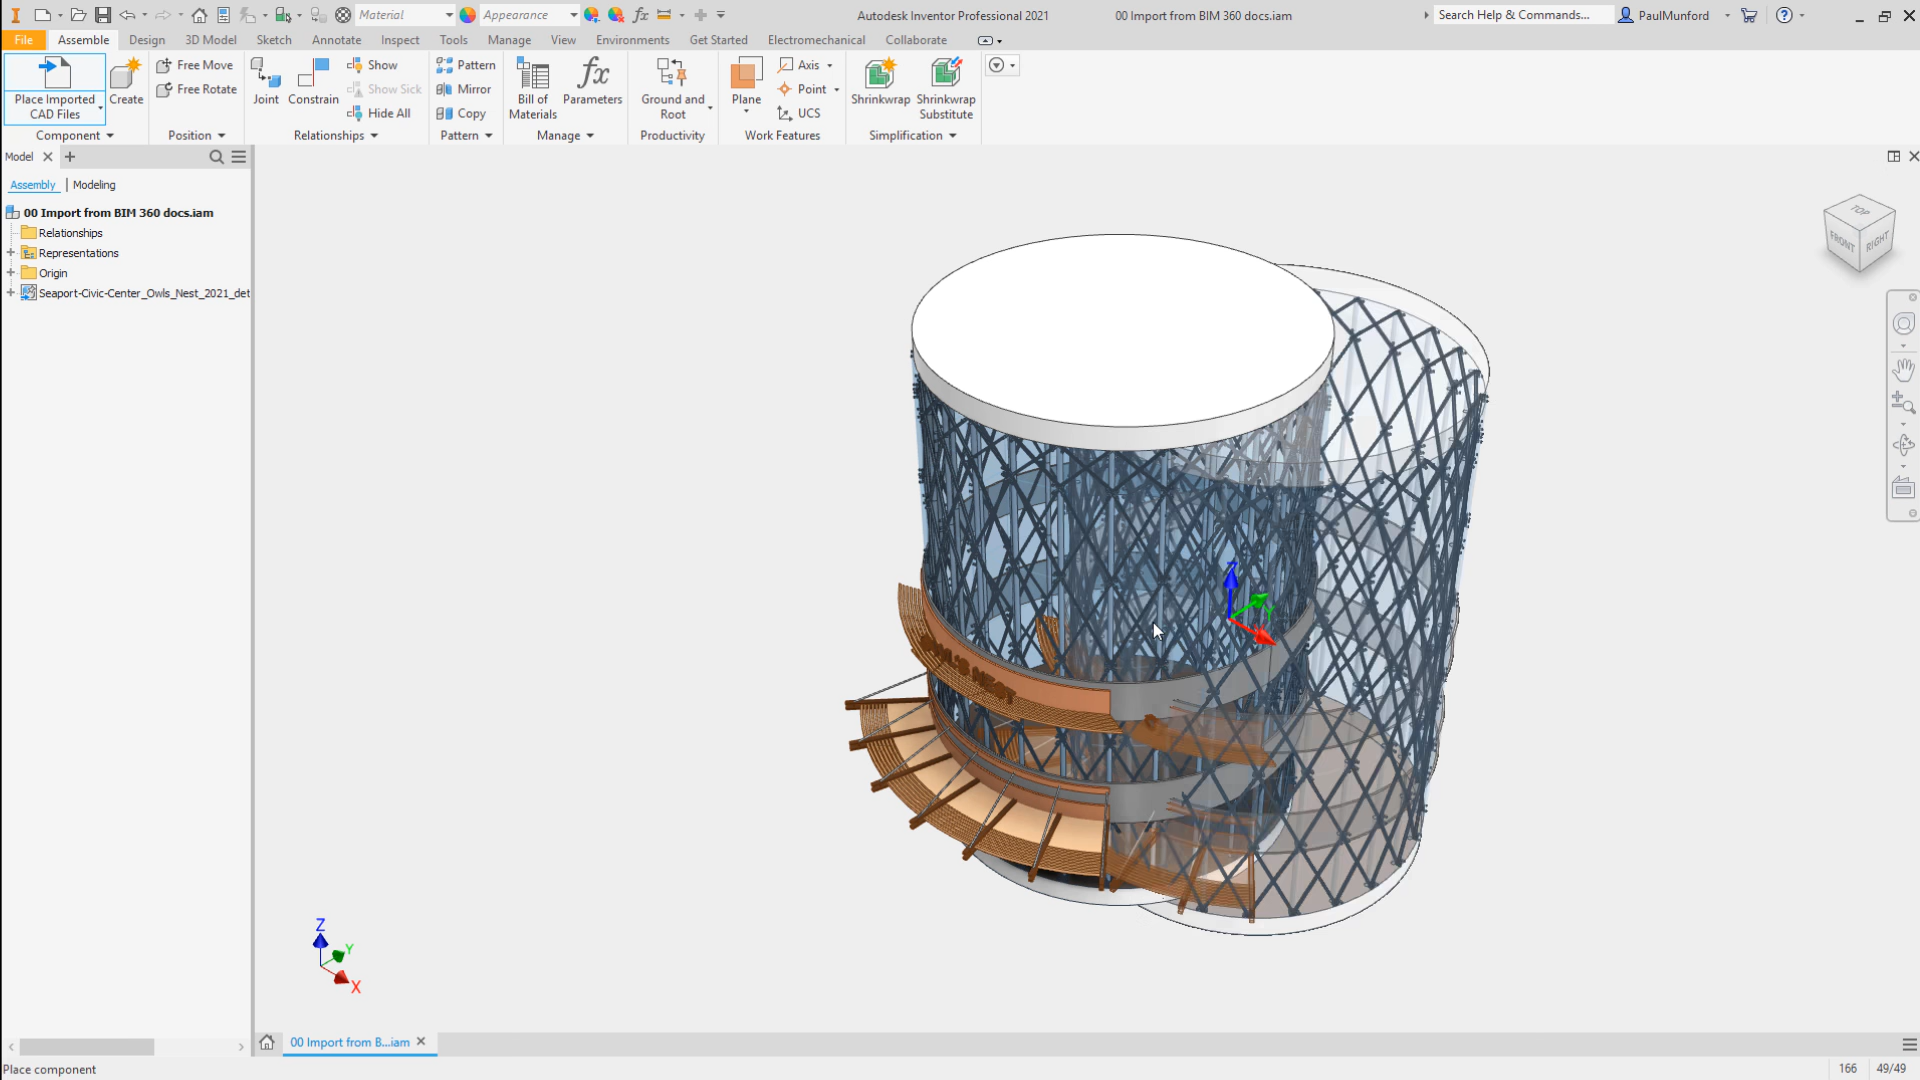 Material
Appearance
Autodesk Inventor Professional 2021
00 Import from BIM 360 docs.iam
Search Help & Commands...
PaulMunford
File
Assemble
Design
3D Model
Sketch
Annotate
Inspect
Tools
Manage
View
Environments
Get Started
Electromechanical
Collaborate
Place Imported
CAD Files
Create
Free Move
Free Rotate
Joint
Constrain
Show
Show Sick
Hide All
Pattern
Mirror
Copy
Bill of
Materials
Parameters
Ground and
Root
Plane
Axis
Point
UCS
Shrinkwrap
Shrinkwrap
Substitute
Component
Position
Relationships
Pattern
Manage
Productivity
Work Features
Simplification
Model
Assembly
Modeling
00 Import from BIM 360 docs.iam
Relationships
Representations
Origin
Seaport-Civic-Center_Owls_Nest_2021_det
TOP
FRONT
RIGHT
Z
Y
OWL'S NEST
Z
Y
X
00 Import from B...iam
Place component
166
49/49